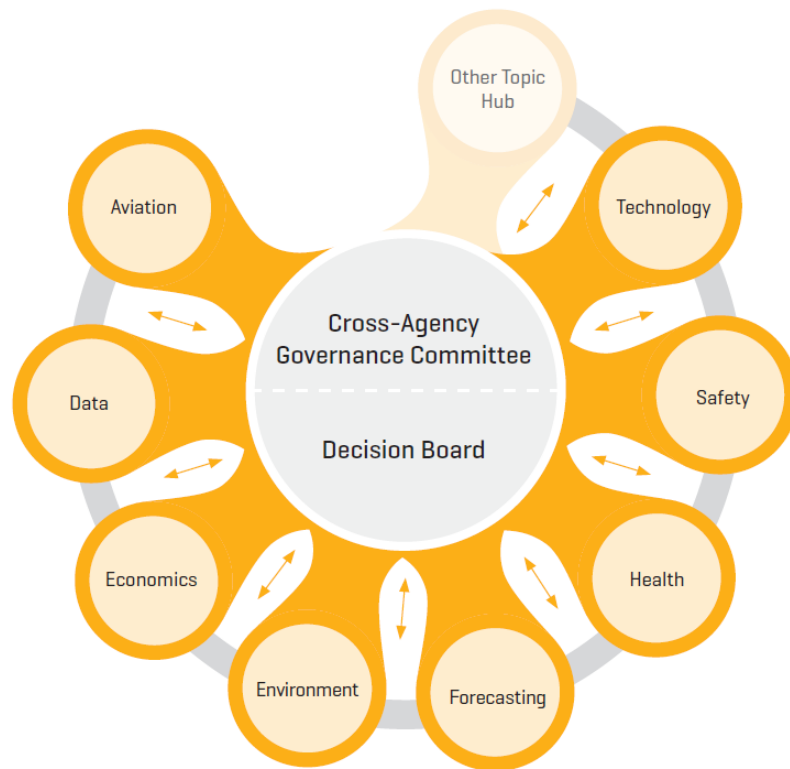 Other Topic
Hub
Aviation
Technology
Cross-Agency
Governance Committee
Data
Safety
Decision Board
Economics
Health
Environment
Forecasting